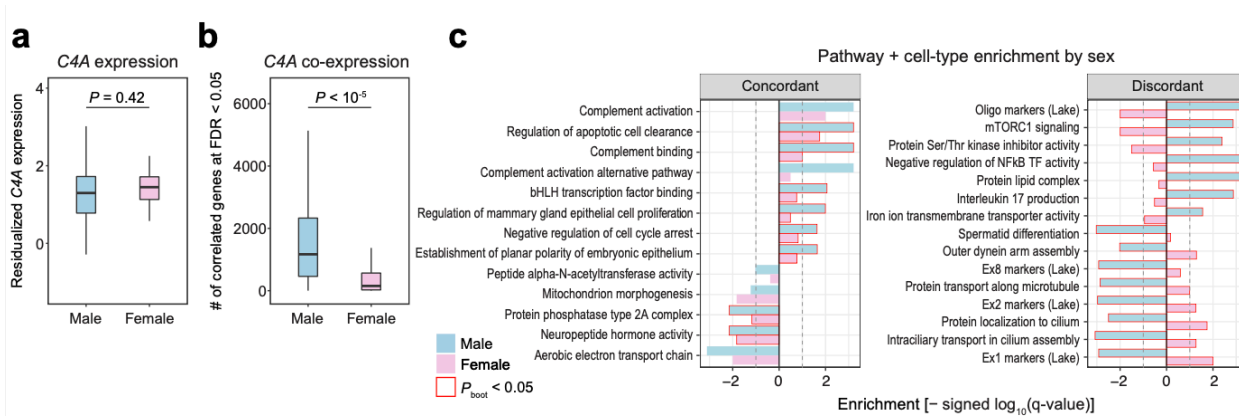 a
C4A expression
P = 0.42
Residualized C4A expression
4
2
0
Male
Female
b
C4A co-expression
P < 10-5
# of correlated genes at FDR < 0.05
6000
4000
2000
0
Male
Female
Male
Female
Pboot < 0.05
c
Pathway + cell-type enrichment by sex
Concordant
Complement activation
Regulation of apoptotic cell clearance
Complement binding
Complement activation alternative pathway
bHLH transcription factor binding
Regulation of mammary gland epithelial cell proliferation
Negative regulation of cell cycle arrest
Establishment of planar polarity of embryonic epithelium
Peptide alpha-N-acetyltransferase activity
Mitochondrion morphogenesis
Protein phosphatase type 2A complex
Neuropeptide hormone activity
Aerobic electron transport chain
−2 0 2
Discordant
Oligo markers (Lake)
mTORC1 signaling
Protein Ser/Thr kinase inhibitor activity
Negative regulation of NFkB TF activity
Protein lipid complex
Interleukin 17 production
Iron ion transmembrane transporter activity
Spermatid differentiation
Outer dynein arm assembly
Ex8 markers (Lake)
Protein transport along microtubule
Ex2 markers (Lake)
Protein localization to cilium
Intraciliary transport in cilium assembly
Ex1 markers (Lake)
−2 0 2
Enrichment [− signed log10(q-value)]